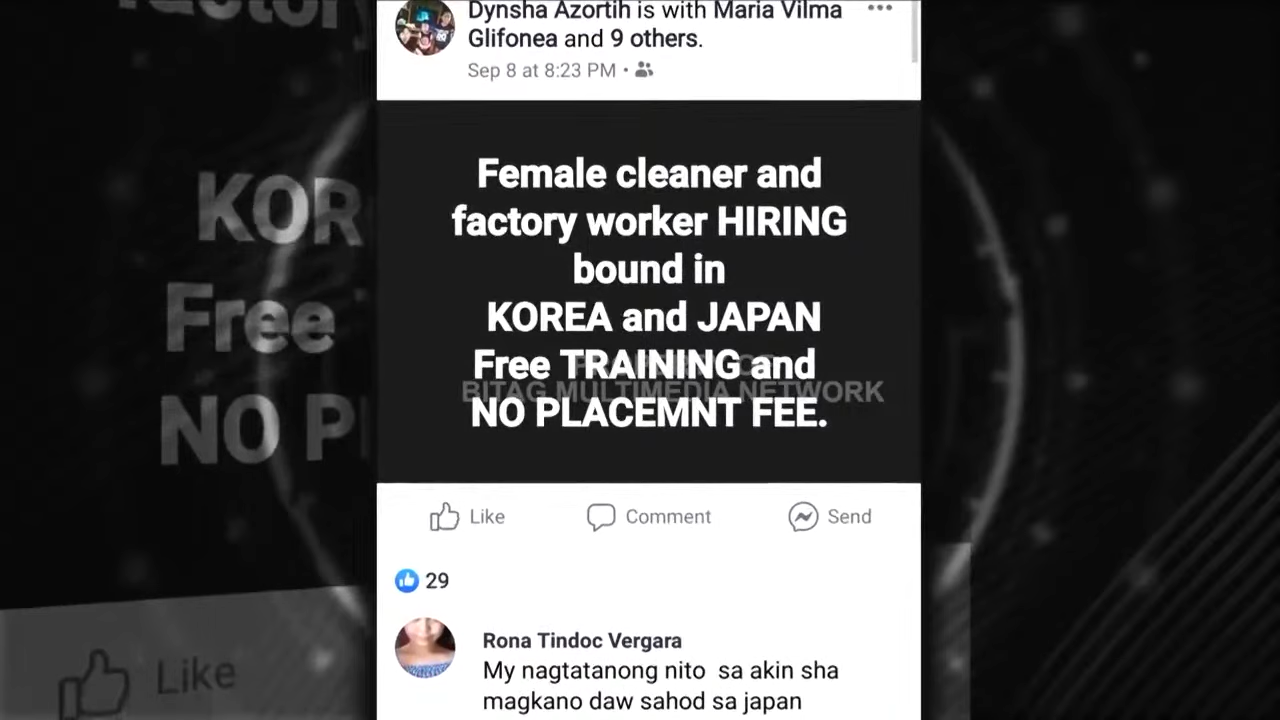 Dynsha Azortih is with Maria Vilma
Glifonea and 9 others.
Sep 8 at 8:23 PM
Female cleaner and
factory worker HIRING
bound in
KOREA and JAPAN
Free TRAINING and
NO PLACEMNT FEE.
BITAG MULTIMEDIA NETWORK
Like
Comment
Send
29
Rona Tindoc Vergara
My nagtatanong nito sa akin sha
magkano daw sahod sa japan
KOR
Free
NO P
Like